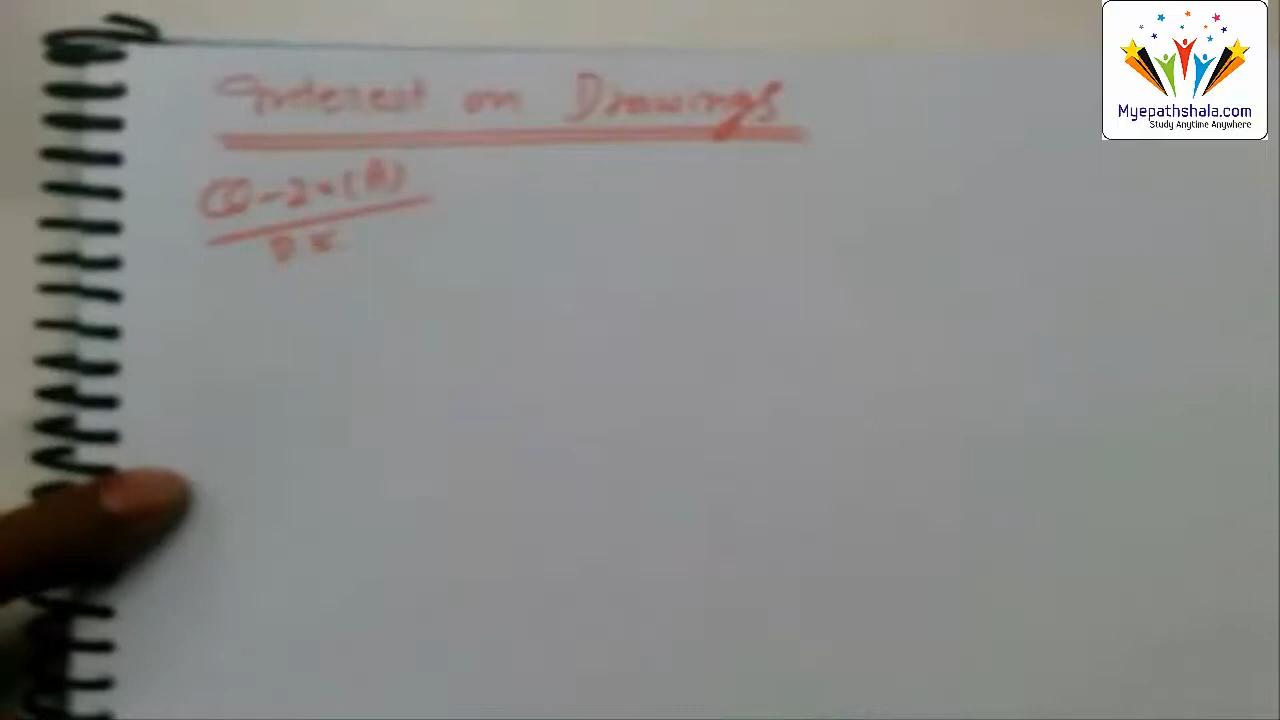 Interest on Drawings
Myepathshala.com
Study Anytime Anywhere